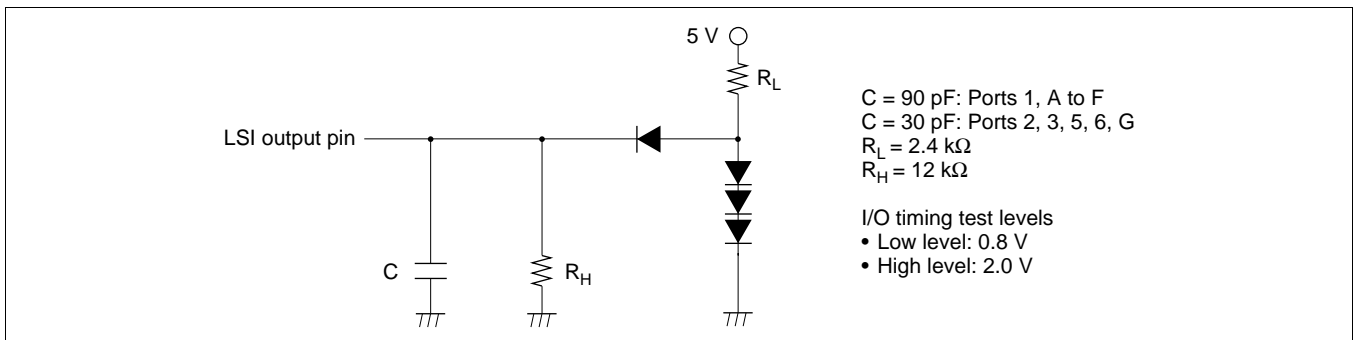 5 V
R_L
LSI output pin
C
R_H
C = 90 pF: Ports 1, A to F
C = 30 pF: Ports 2, 3, 5, 6, G
R_L = 2.4 kΩ
R_H = 12 kΩ
I/O timing test levels
• Low level: 0.8 V
• High level: 2.0 V